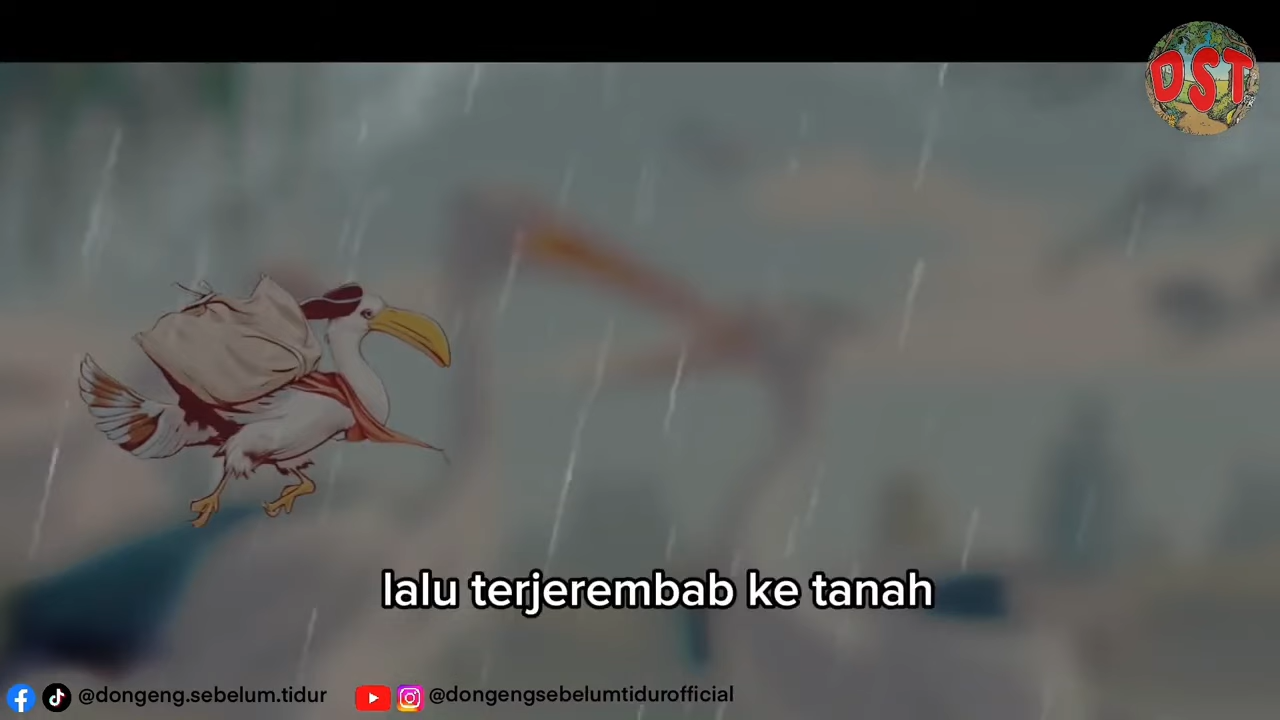 DST
lalu terjerembab ke tanah
@dongeng.sebelum.tidur
@dongengsebelumtidurofficial